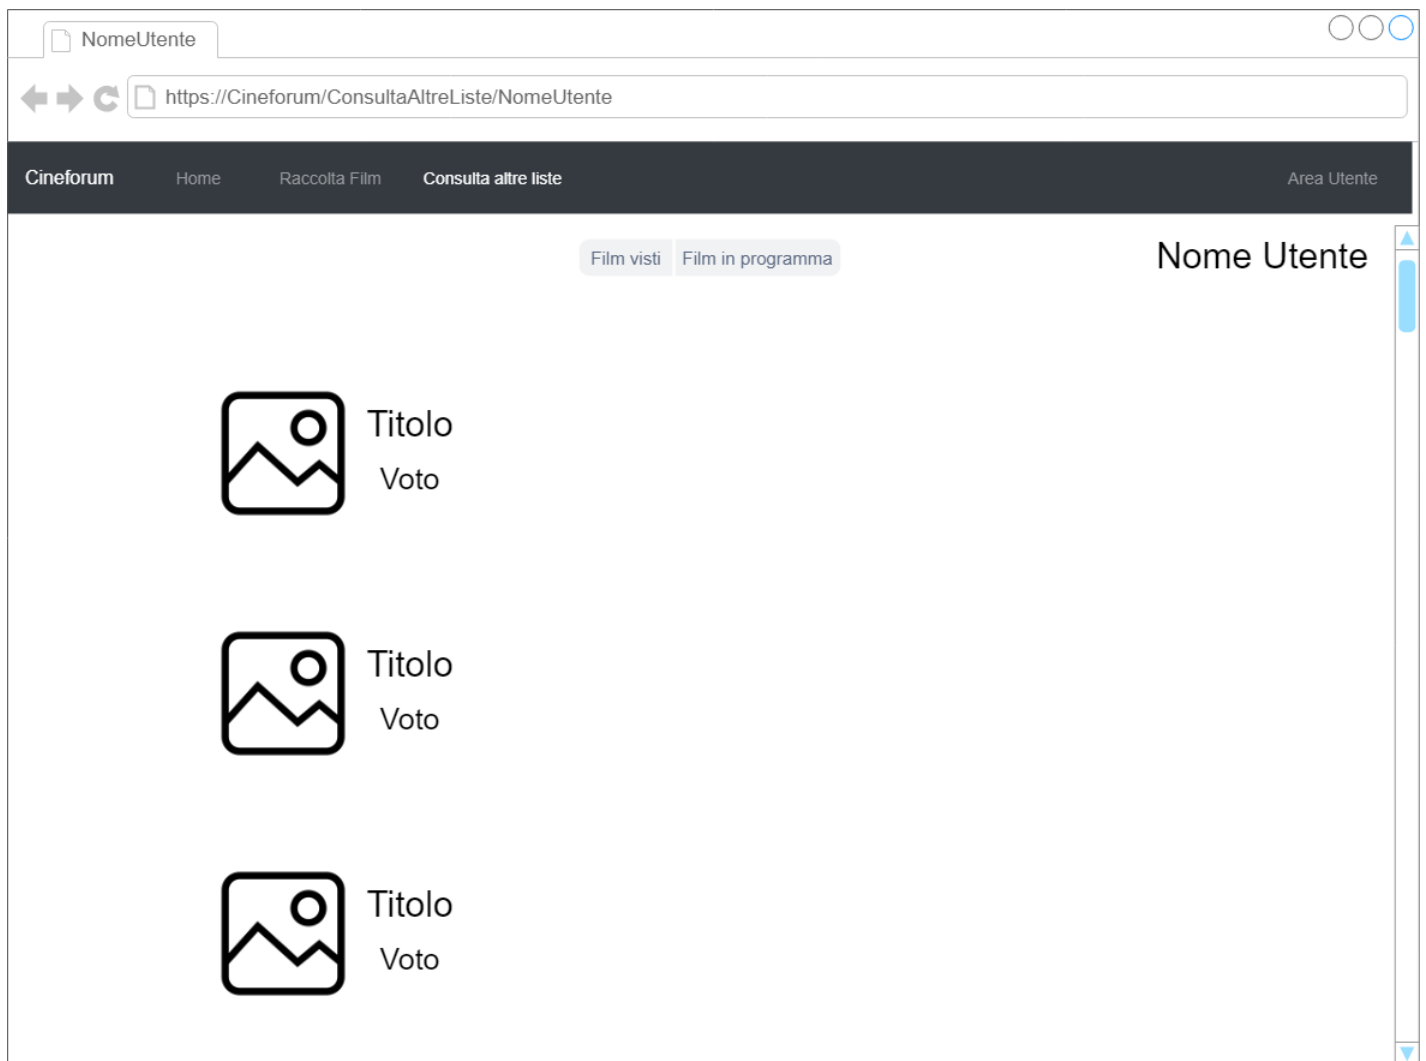 NomeUtente
https://Cineforum/ConsultaAltreListe/NomeUtente
Cineforum Home Raccolta Film Consulta altre liste Area Utente
Film visti Film in programma Nome Utente
Titolo
Voto
Titolo
Voto
Titolo
Voto